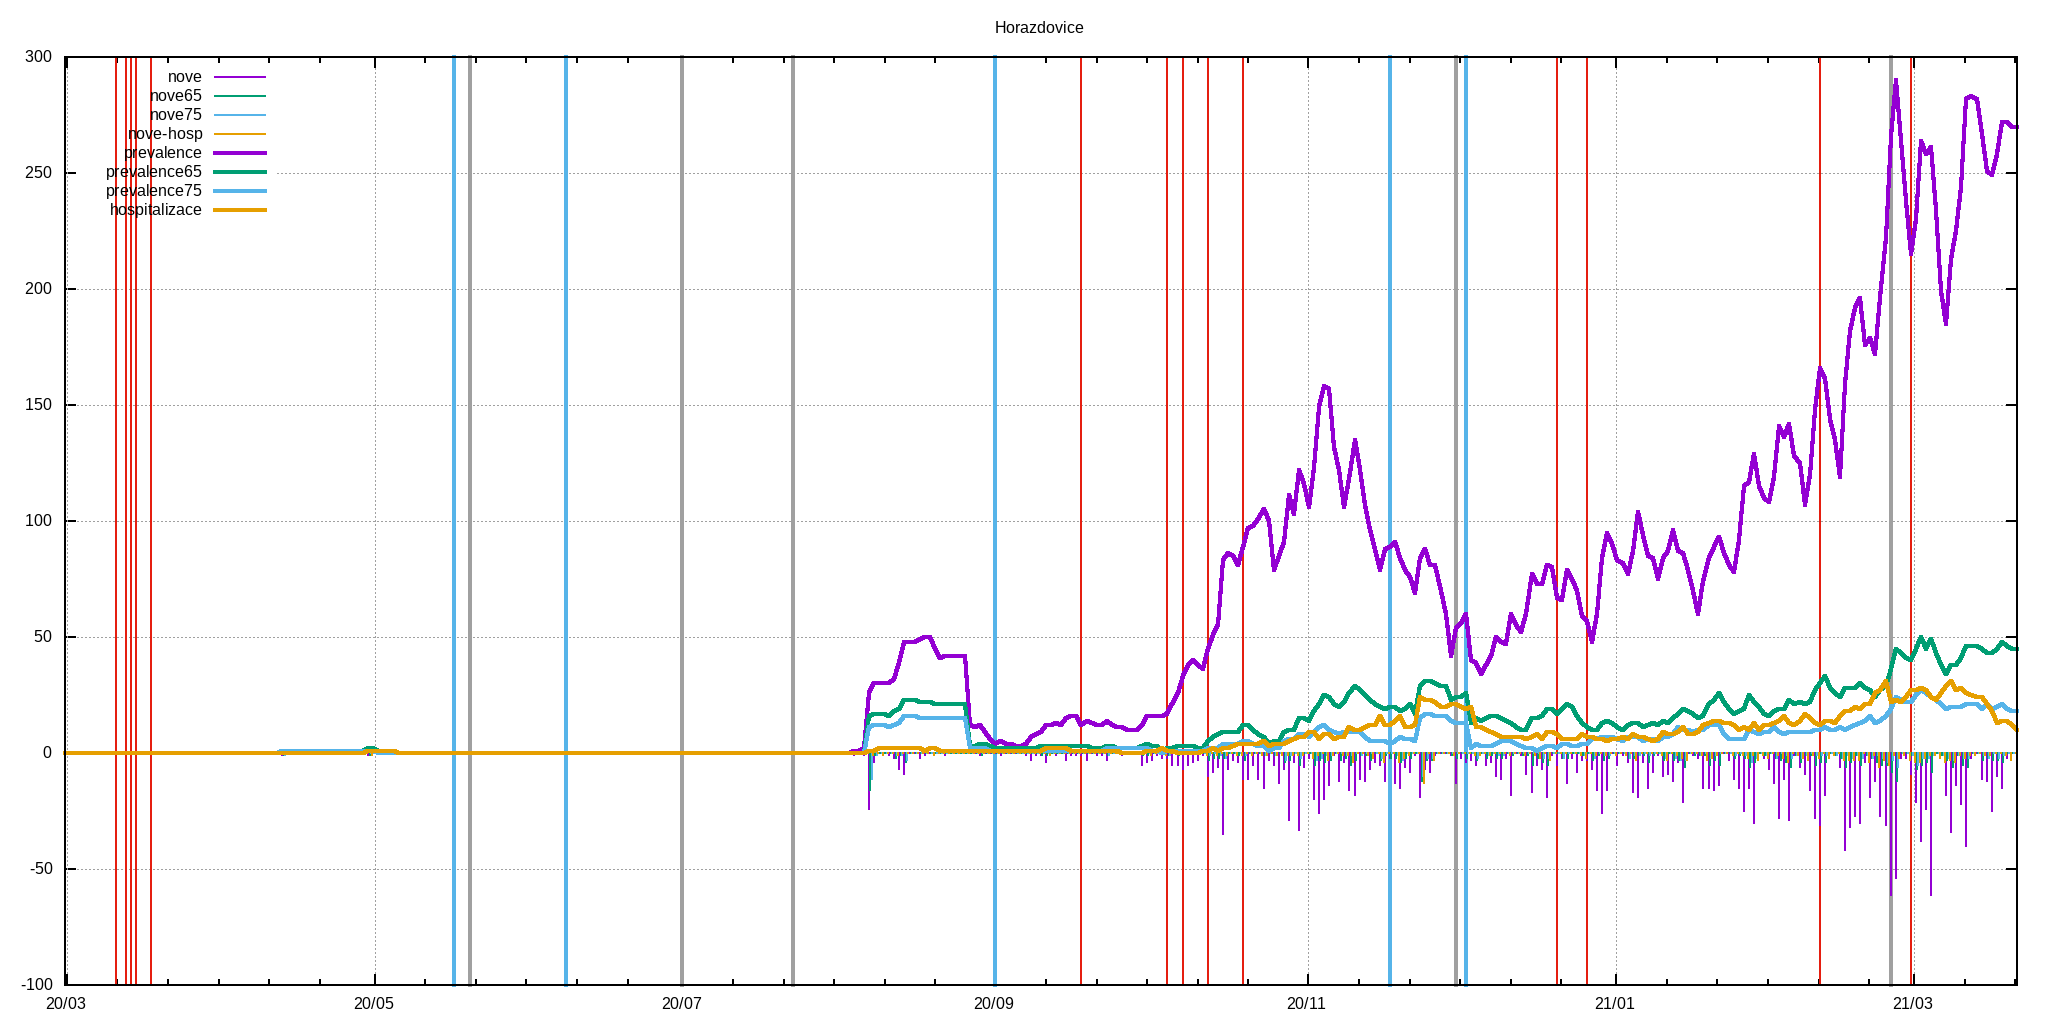 Horazdovice
300
nove
nove65
nove75
nove-hosp
prevalence
prevalence65
prevalence75
hospitalizace
250
200
150
100
50
0
-50
-100
20/03 20/05 20/07 20/09 20/11 21/01 21/03